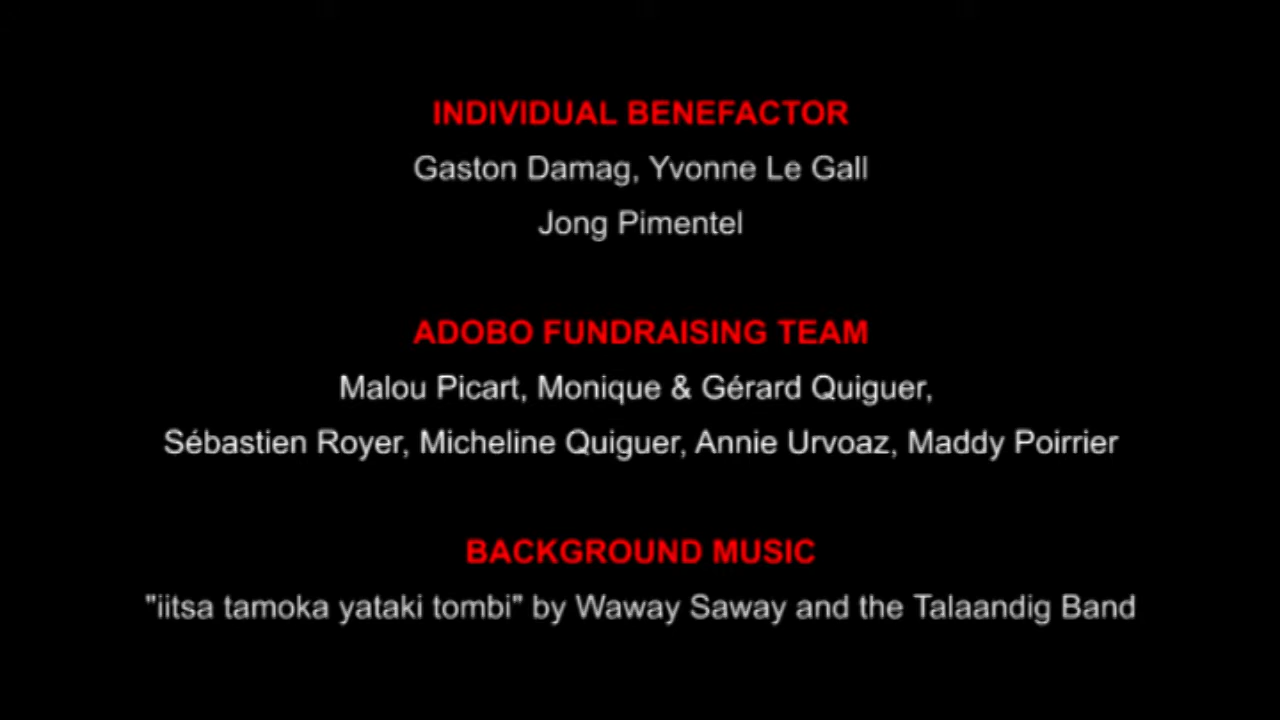 INDIVIDUAL BENEFACTOR
Gaston Damag, Yvonne Le Gall
Jong Pimentel
ADOBO FUNDRAISING TEAM
Malou Picart, Monique & Gérard Quiguer,
Sébastien Royer, Micheline Quiguer, Annie Urvoaz, Maddy Poirrier
BACKGROUND MUSIC
"iitsa tamoka yataki tombi" by Waway Saway and the Talaandig Band